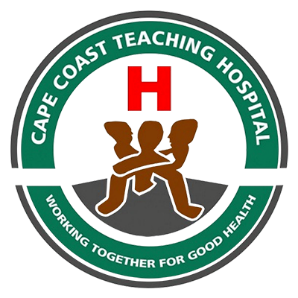 CAPE COAST TEACHING HOSPITAL
H
WORKING TOGETHER FOR GOOD HEALTH